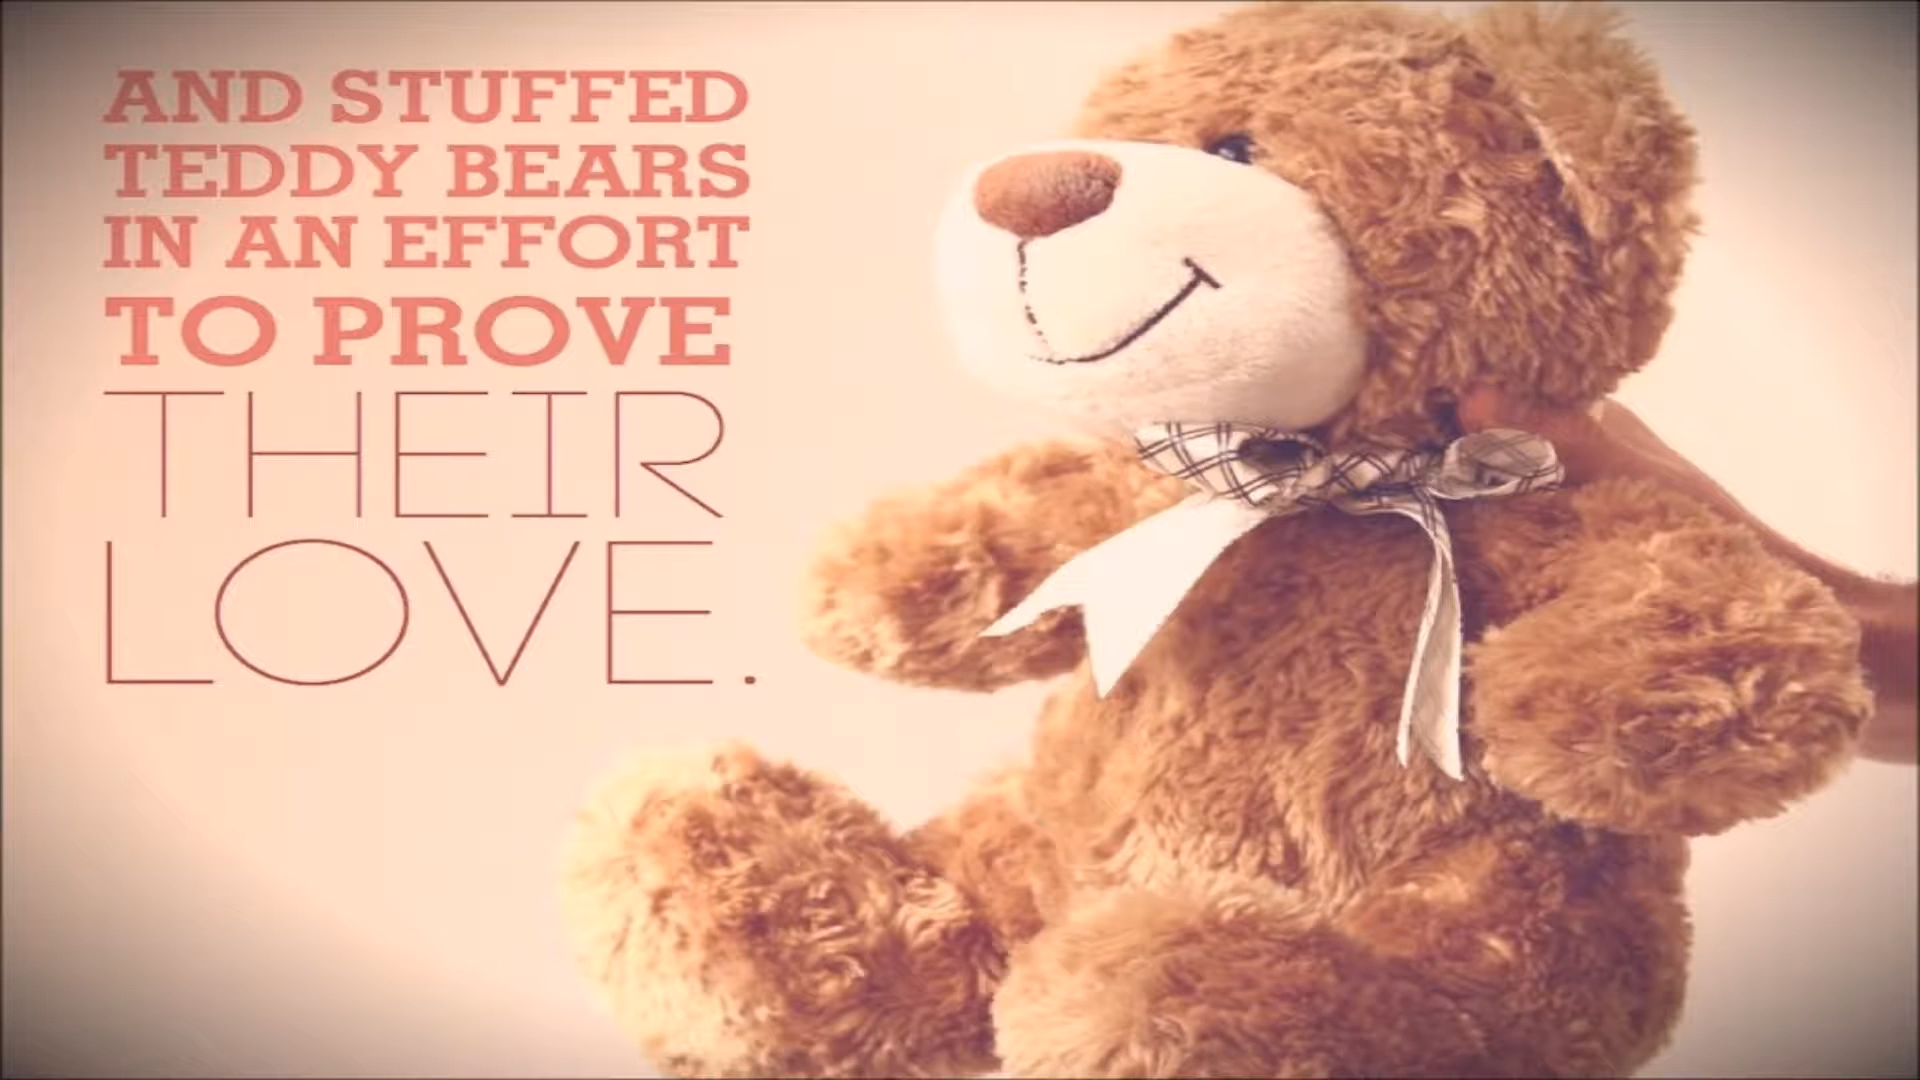 AND STUFFED
TEDDY BEARS
IN AN EFFORT
TO PROVE
THEIR
LOVE.